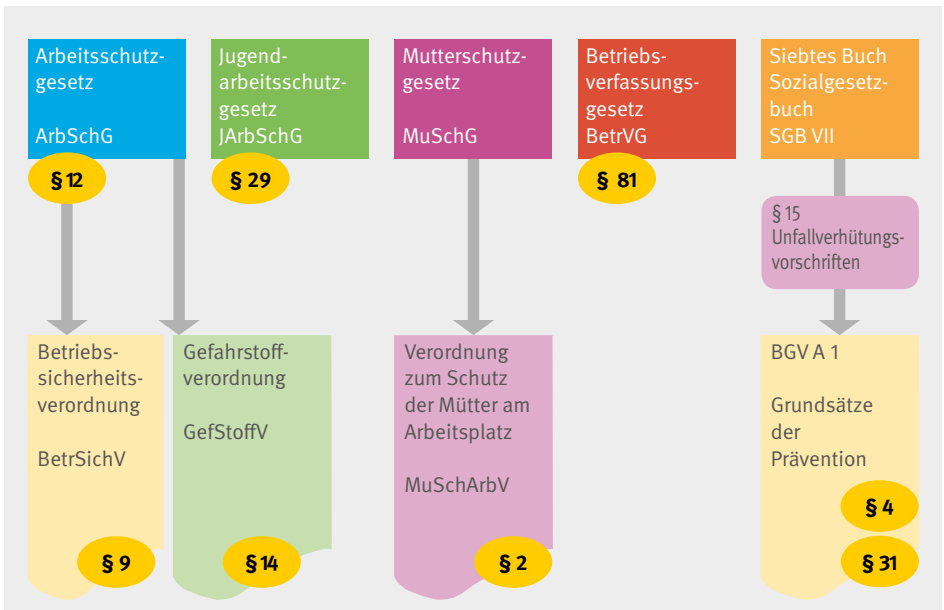 Arbeitsschutz-
gesetz
ArbSchG
§ 12
Jugend-
arbeitsschutz-
gesetz
JArbSchG
§ 29
Mutterschutz-
gesetz
MuSchG
Betriebs-
verfassungs-
gesetz
BetrVG
§ 81
Siebtes Buch
Sozialgesetz-
buch
SGB VII
§ 15
Unfallverhütungs-
vorschriften
Betriebs-
sicherheits-
verordnung
BetrSichV
§ 9
Gefahrstoff-
verordnung
GefStoffV
§ 14
Verordnung
zum Schutz
der Mütter am
Arbeitsplatz
MuSchArbV
§ 2
BGV A 1
Grundsätze
der
Prävention
§ 4
§ 31